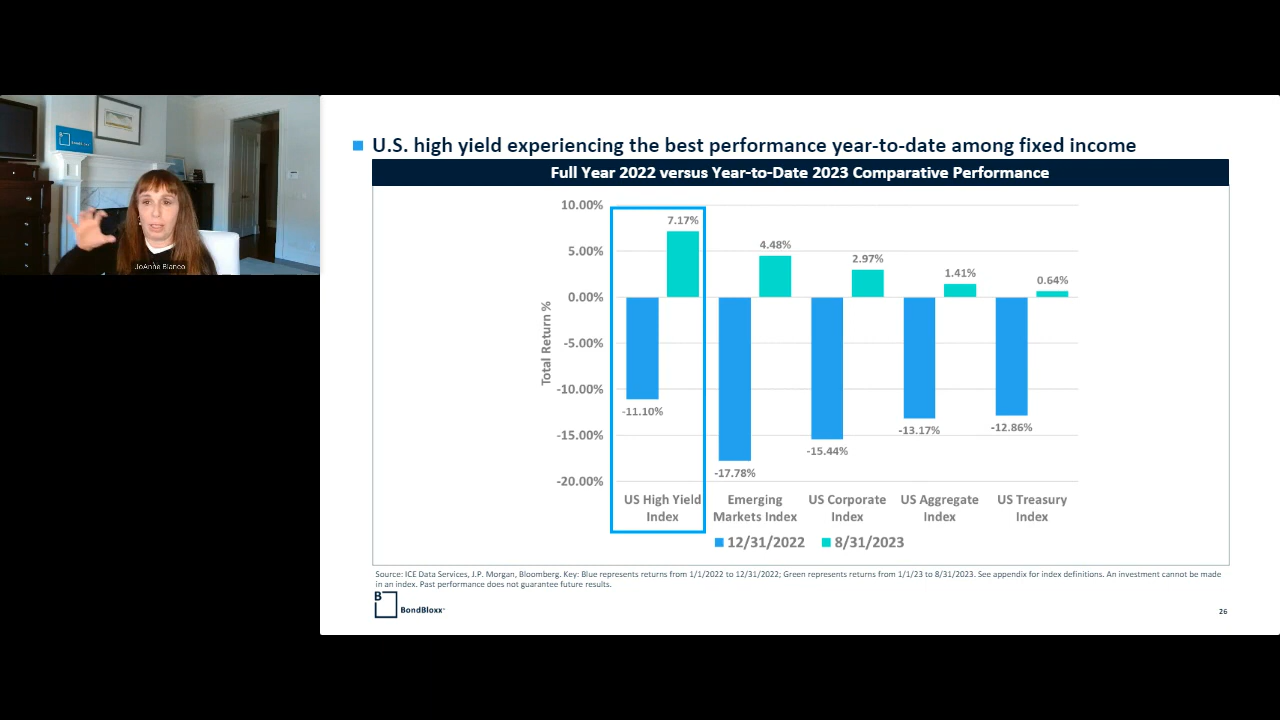 U.S. high yield experiencing the best performance year-to-date among fixed income
Full Year 2022 versus Year-to-Date 2023 Comparative Performance
Total Return %
10.00%
5.00%
0.00%
-5.00%
-10.00%
-15.00%
-20.00%
7.17%
4.48%
2.97%
1.41%
0.64%
-11.10%
-17.78%
-15.44%
-13.17%
-12.86%
US High Yield
Index
Emerging
Markets Index
US Corporate
Index
US Aggregate
Index
US Treasury
Index
12/31/2022
8/31/2023
Source: ICE Data Services, J.P. Morgan, Bloomberg. Key: Blue represents returns from 1/1/2022 to 12/31/2022; Green represents returns from 1/1/23 to 8/31/2023. See appendix for index definitions. An investment cannot be made
in an index. Past performance does not guarantee future results.
B
BondBloxx
26
JoAnne Bianco